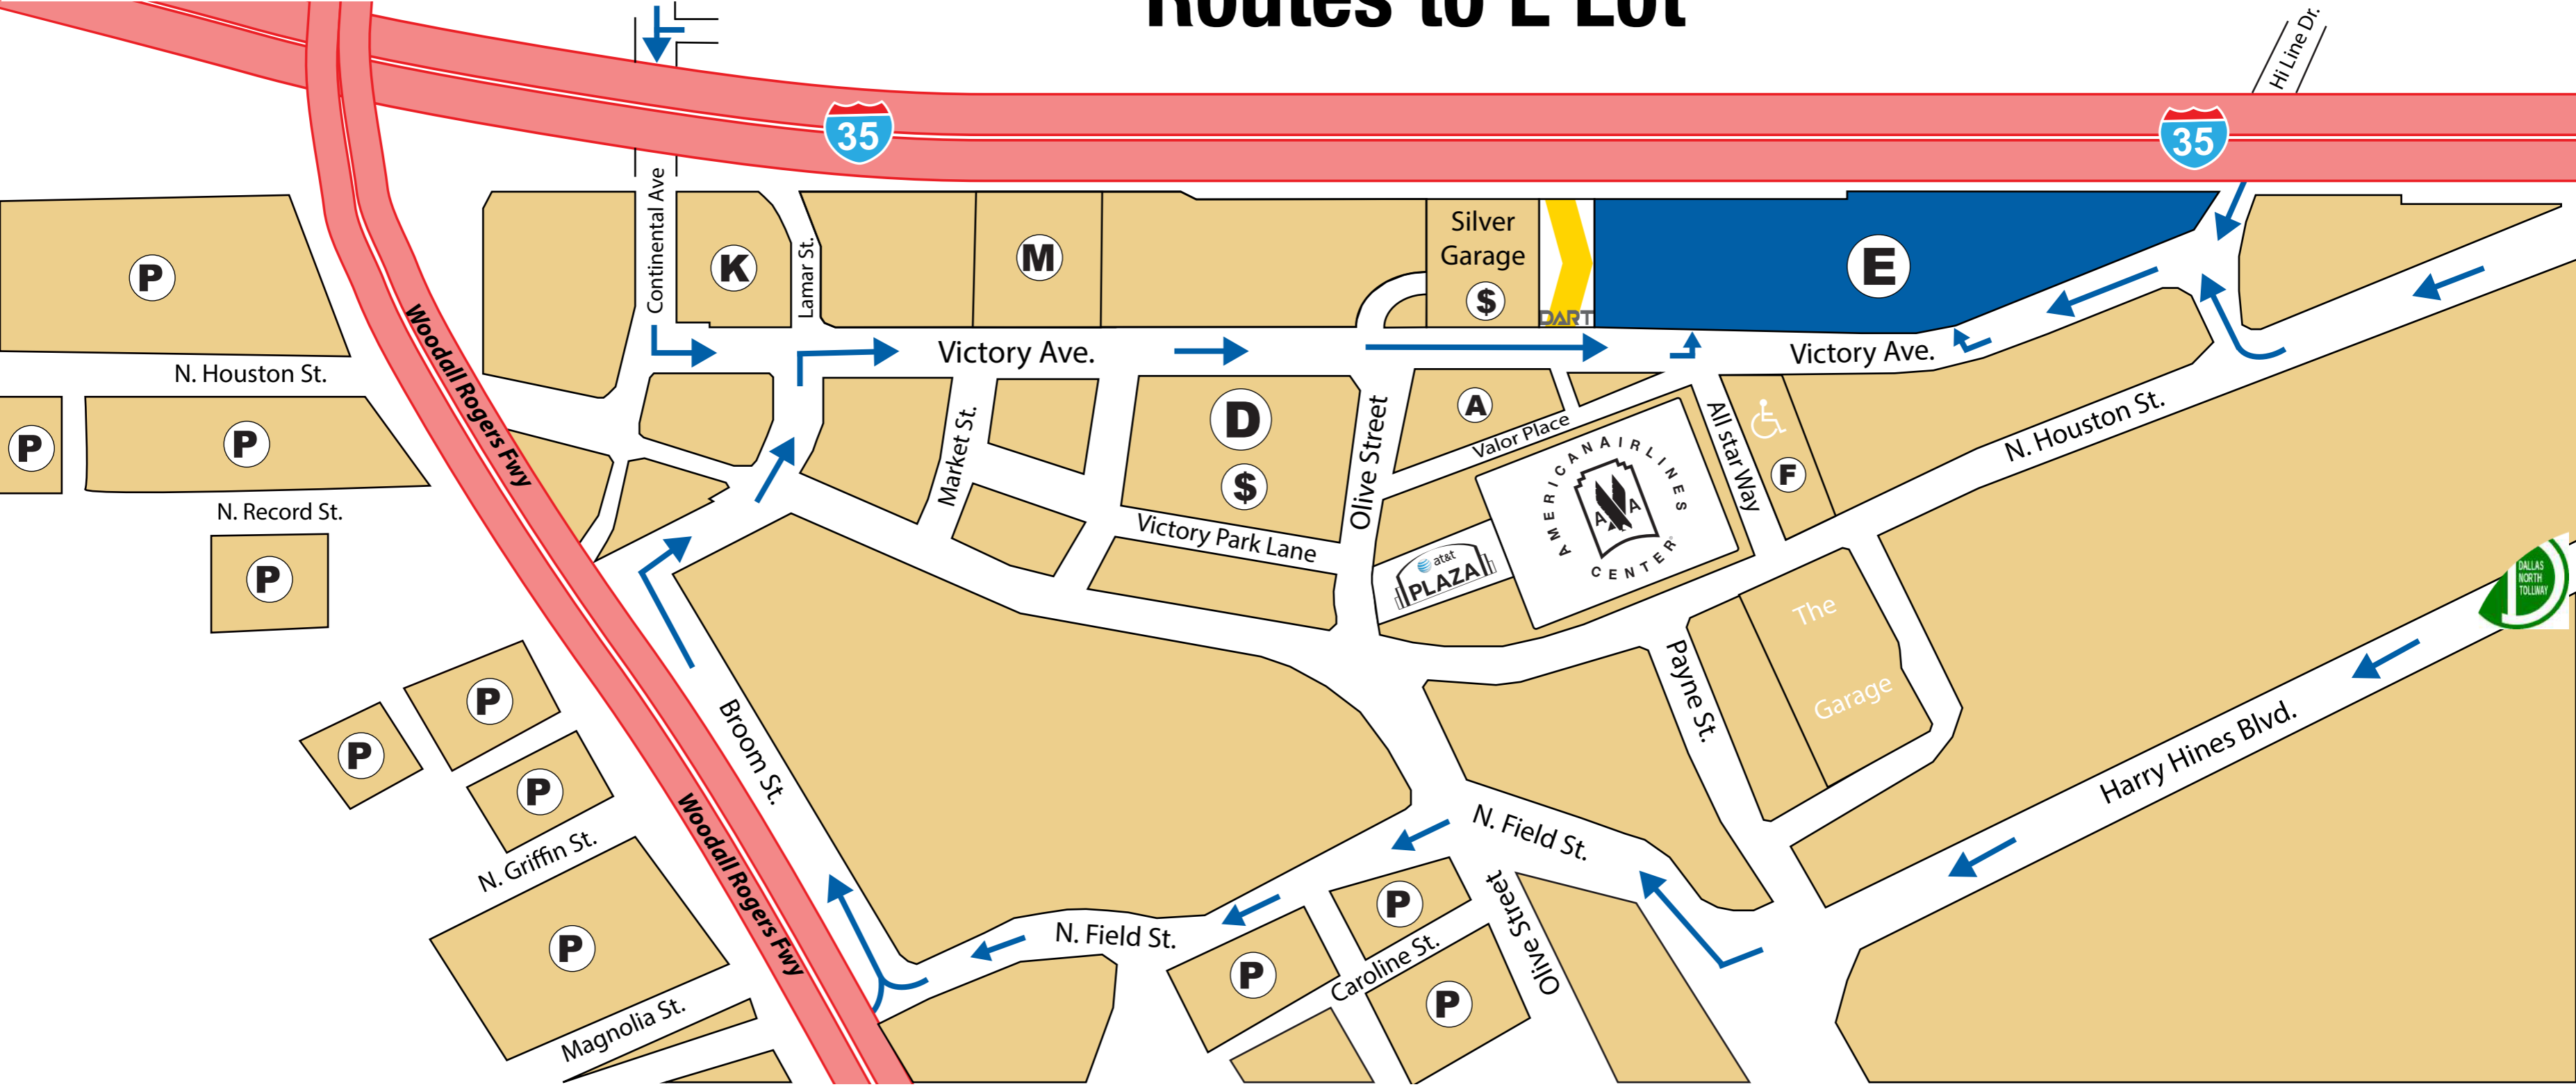 Routes to E Lot
Hi Line Dr.
35
35
Continental Ave
Lamar St.
K
M
Silver
Garage
$
DART
E
P
Woodall Rogers Fwy
Victory Ave.
Victory Ave.
N. Houston St.
P
P
N. Record St.
P
Market St.
D
$
Olive Street
A
Valor Place
All star Way
F
N. Houston St.
AMERICAN AIRLINES
CENTER
A A
Victory Park Lane
at&t
PLAZA
The
Garage
DALLAS
NORTH
TOLLWAY
Payne St.
Broom St.
P
P
P
N. Griffin St.
Woodall Rogers Fwy
Harry Hines Blvd.
N. Field St.
P
N. Field St.
P
Caroline St.
Olive Street
P
P
Magnolia St.